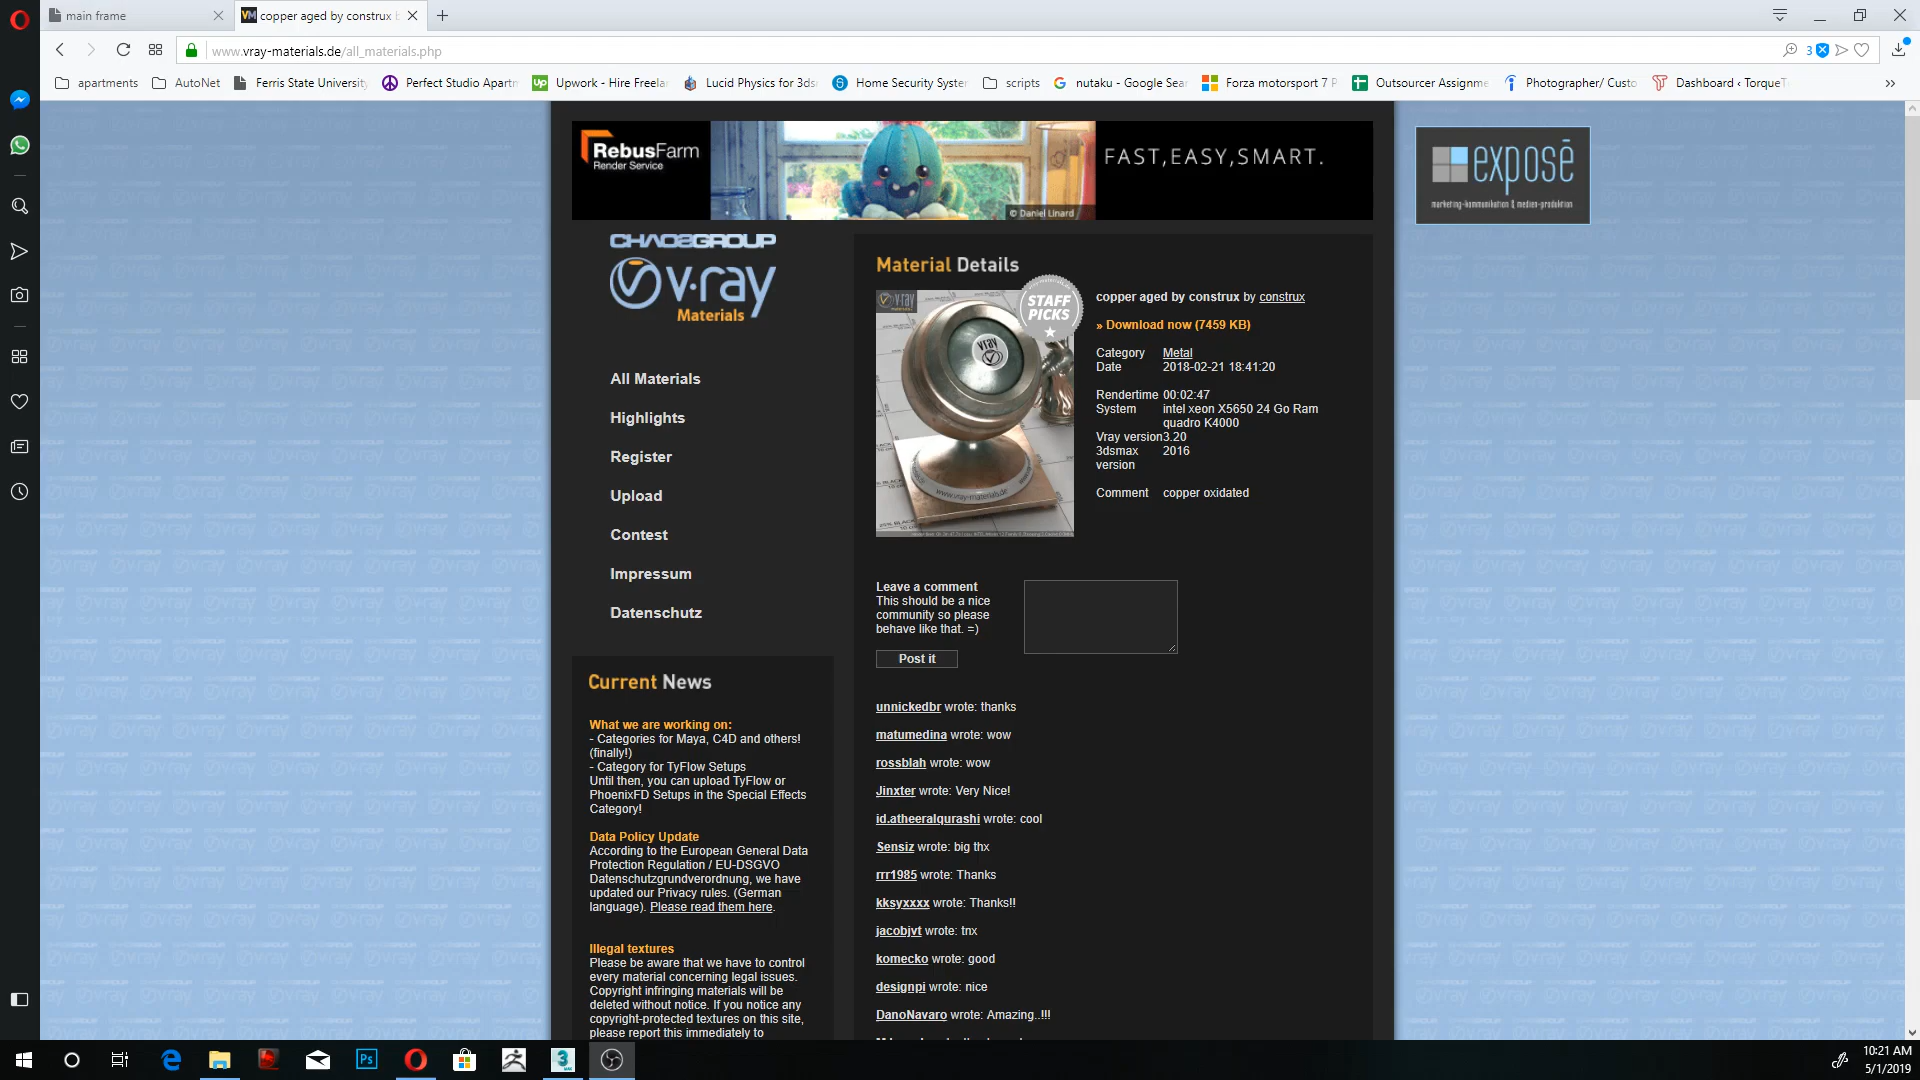 main frame
copper aged by construx b
www.vray-materials.de/all_materials.php
3
apartments
AutoNet
Ferris State University
Perfect Studio Apartm
Upwork - Hire Freelan
Lucid Physics for 3ds
Home Security System
scripts
nutaku - Google Sear
Forza motorsport 7 P
Outsourcer Assignme
Photographer/ Custo
Dashboard ‹ TorqueT
RebusFarm
Render Service
FAST,EASY,SMART.
© Daniel Linard
exposē
marketing-kommunikation & medien-produktion
CHAOSGROUP
v·ray
Materials
All Materials
Highlights
Register
Upload
Contest
Impressum
Datenschutz
Current News
What we are working on:
- Categories for Maya, C4D and others!
(finally!)
- Category for TyFlow Setups
Until then, you can upload TyFlow or
PhoenixFD Setups in the Special Effects
Category!
Data Policy Update
According to the European General Data
Protection Regulation / EU-DSGVO
Datenschutzgrundverordnung, we have
updated our Privacy rules. (German
language). Please read them here.
Illegal textures
Please be aware that we have to control
every material concerning legal issues.
Copyright infringing materials will be
deleted without notice. If you notice any
copyright-protected textures on this site,
please report this immediately to
Material Details
STAFF
PICKS
vray
www.vray-materials.de
copper aged by construx by construx
» Download now (7459 KB)
Category Metal
Date 2018-02-21 18:41:20
Rendertime 00:02:47
System intel xeon X5650 24 Go Ram
quadro K4000
Vray version3.20
3dsmax 2016
version
Comment copper oxidated
Leave a comment
This should be a nice
community so please
behave like that. =)
Post it
unnickedbr wrote: thanks
matumedina wrote: wow
rossblah wrote: wow
Jinxter wrote: Very Nice!
id.atheeralqurashi wrote: cool
Sensiz wrote: big thx
rrr1985 wrote: Thanks
kksyxxxx wrote: Thanks!!
jacobjvt wrote: tnx
komecko wrote: good
designpi wrote: nice
DanoNavaro wrote: Amazing..!!!
10:21 AM
5/1/2019